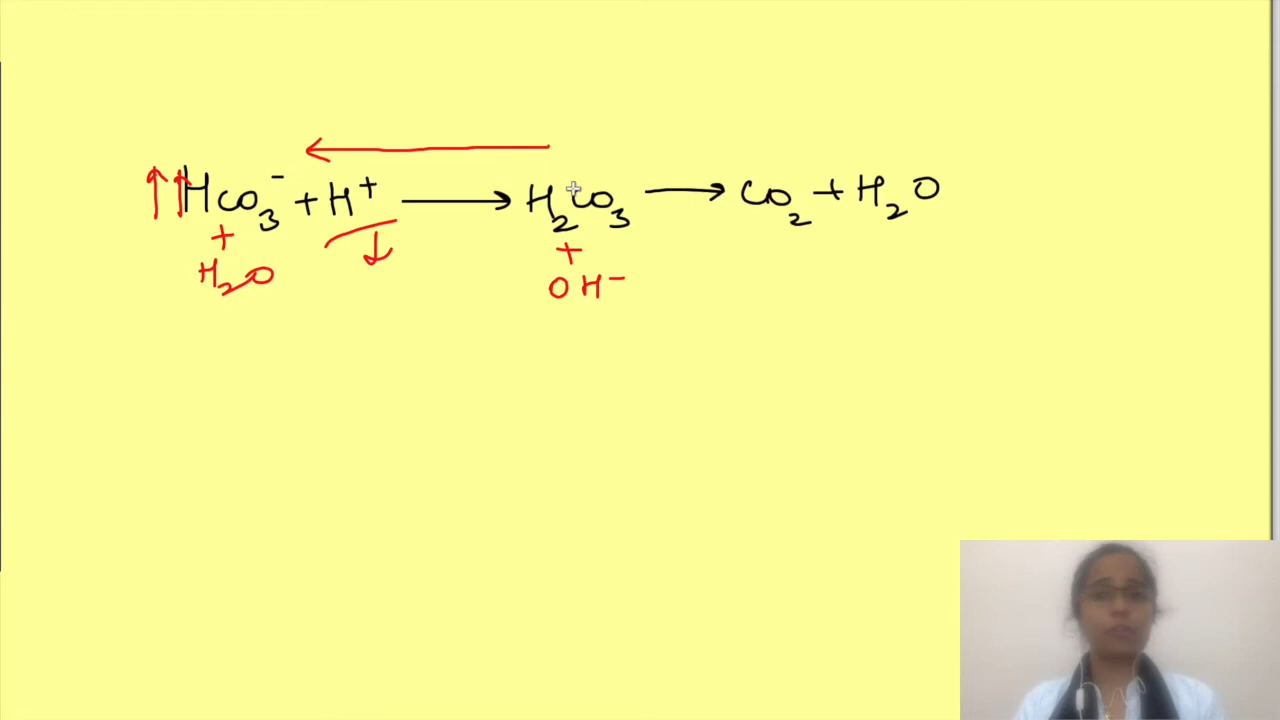 HCO₃⁻ + H⁺ → H₂CO₃ → CO₂ + H₂O
+ +
H₂O OH⁻